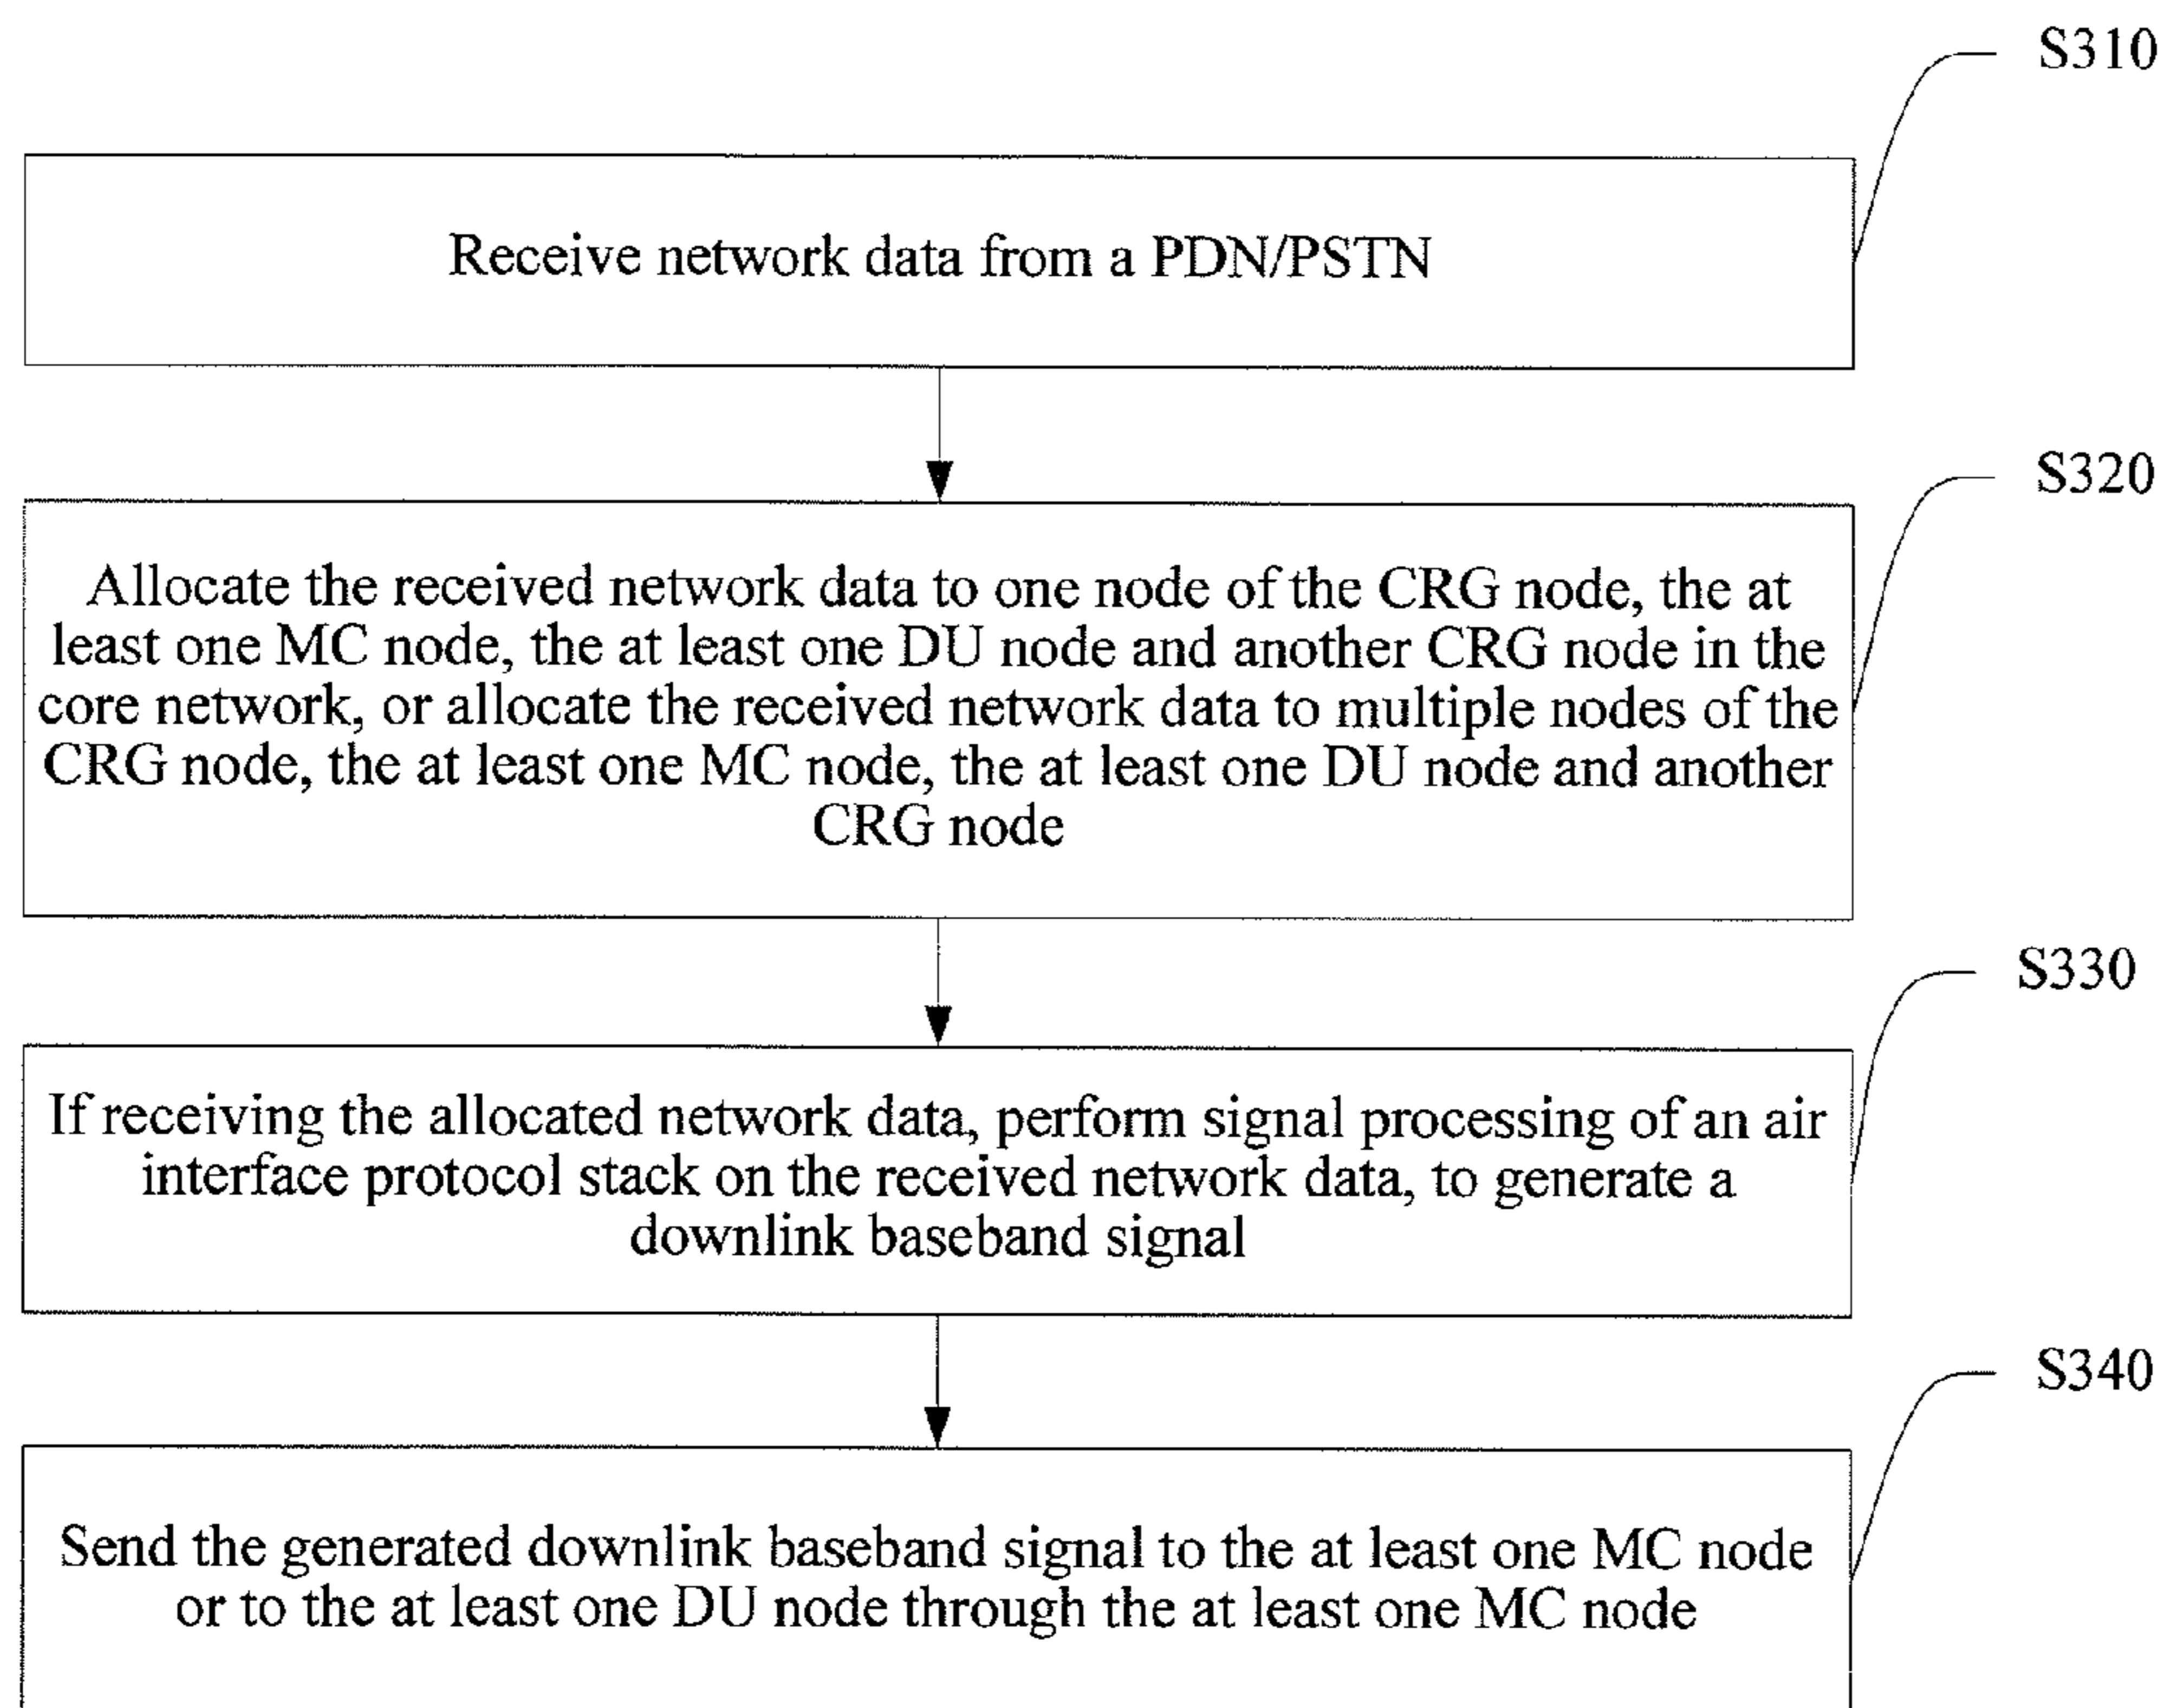 S310
Receive network data from a PDN/PSTN
S320
Allocate the received network data to one node of the CRG node, the at
least one MC node, the at least one DU node and another CRG node in the
core network, or allocate the received network data to multiple nodes of the
CRG node, the at least one MC node, the at least one DU node and another
CRG node
S330
If receiving the allocated network data, perform signal processing of an air
interface protocol stack on the received network data, to generate a
downlink baseband signal
S340
Send the generated downlink baseband signal to the at least one MC node
or to the at least one DU node through the at least one MC node